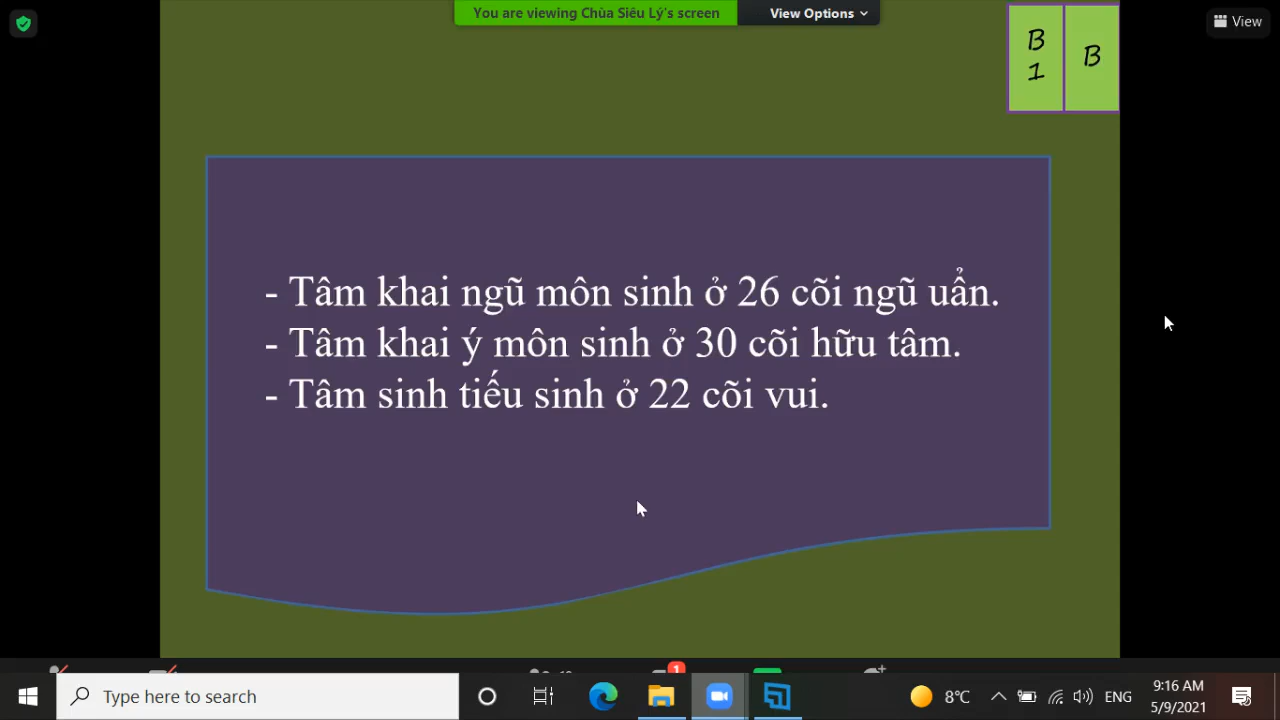 You are viewing Chùa Siêu Lý's screen
View Options
View
B
1
B
- Tâm khai ngũ môn sinh ở 26 cõi ngũ uẩn.
- Tâm khai ý môn sinh ở 30 cõi hữu tâm.
- Tâm sinh tiếu sinh ở 22 cõi vui.
1
Type here to search
8°C
ENG
9:16 AM
5/9/2021